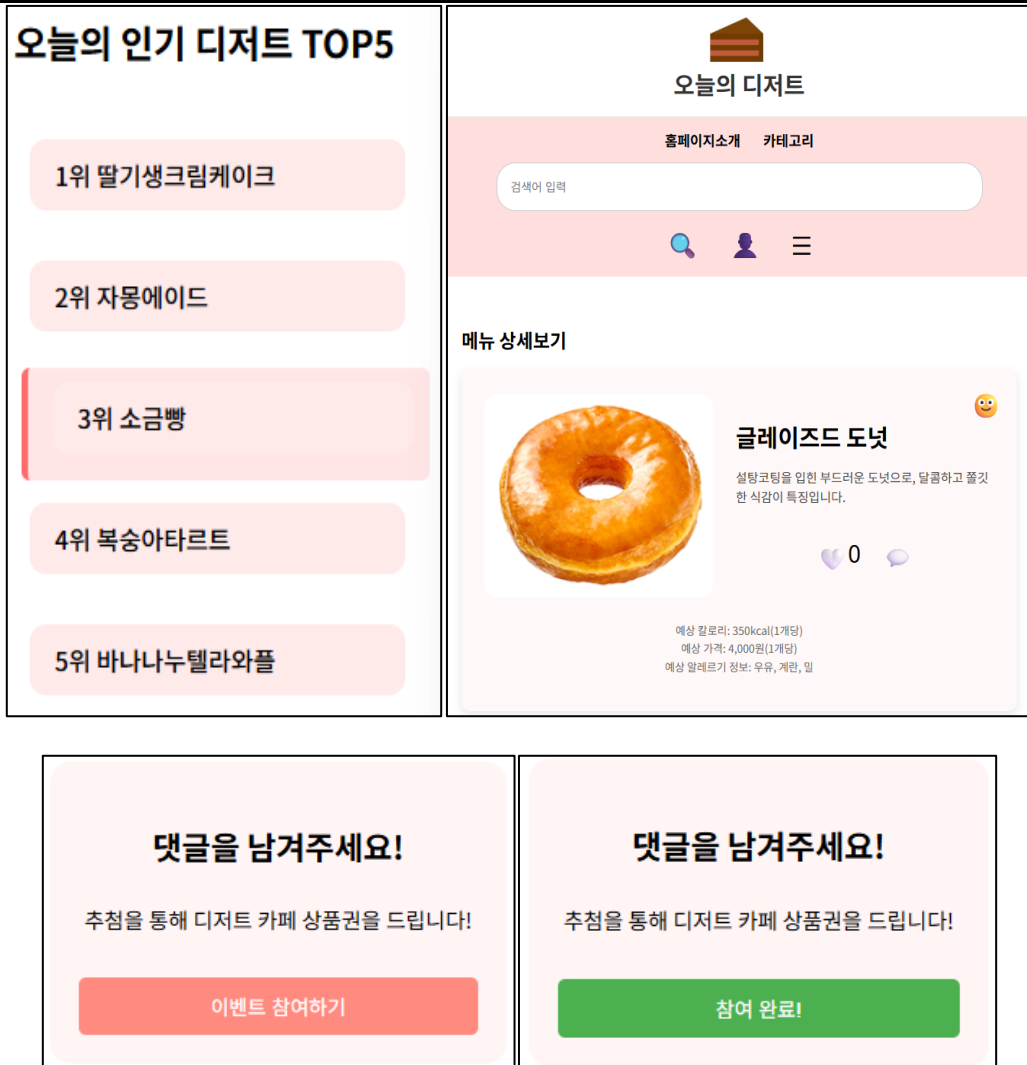 오늘의 인기 디저트 TOP5
1위 딸기생크림케이크
2위 자몽에이드
3위 소금빵
4위 복숭아타르트
5위 바나나누텔라와플
오늘의 디저트
홈페이지소개 카테고리
검색어 입력
메뉴 상세보기
글레이즈드 도넛
설탕코팅을 입힌 부드러운 도넛으로, 달콤하고 쫄깃
한 식감이 특징입니다.
0
예상 칼로리: 350kcal(1개당)
예상 가격: 4,000원(1개당)
예상 알레르기 정보: 우유, 계란, 밀
댓글을 남겨주세요!
추첨을 통해 디저트 카페 상품권을 드립니다!
이벤트 참여하기
댓글을 남겨주세요!
추첨을 통해 디저트 카페 상품권을 드립니다!
참여 완료!